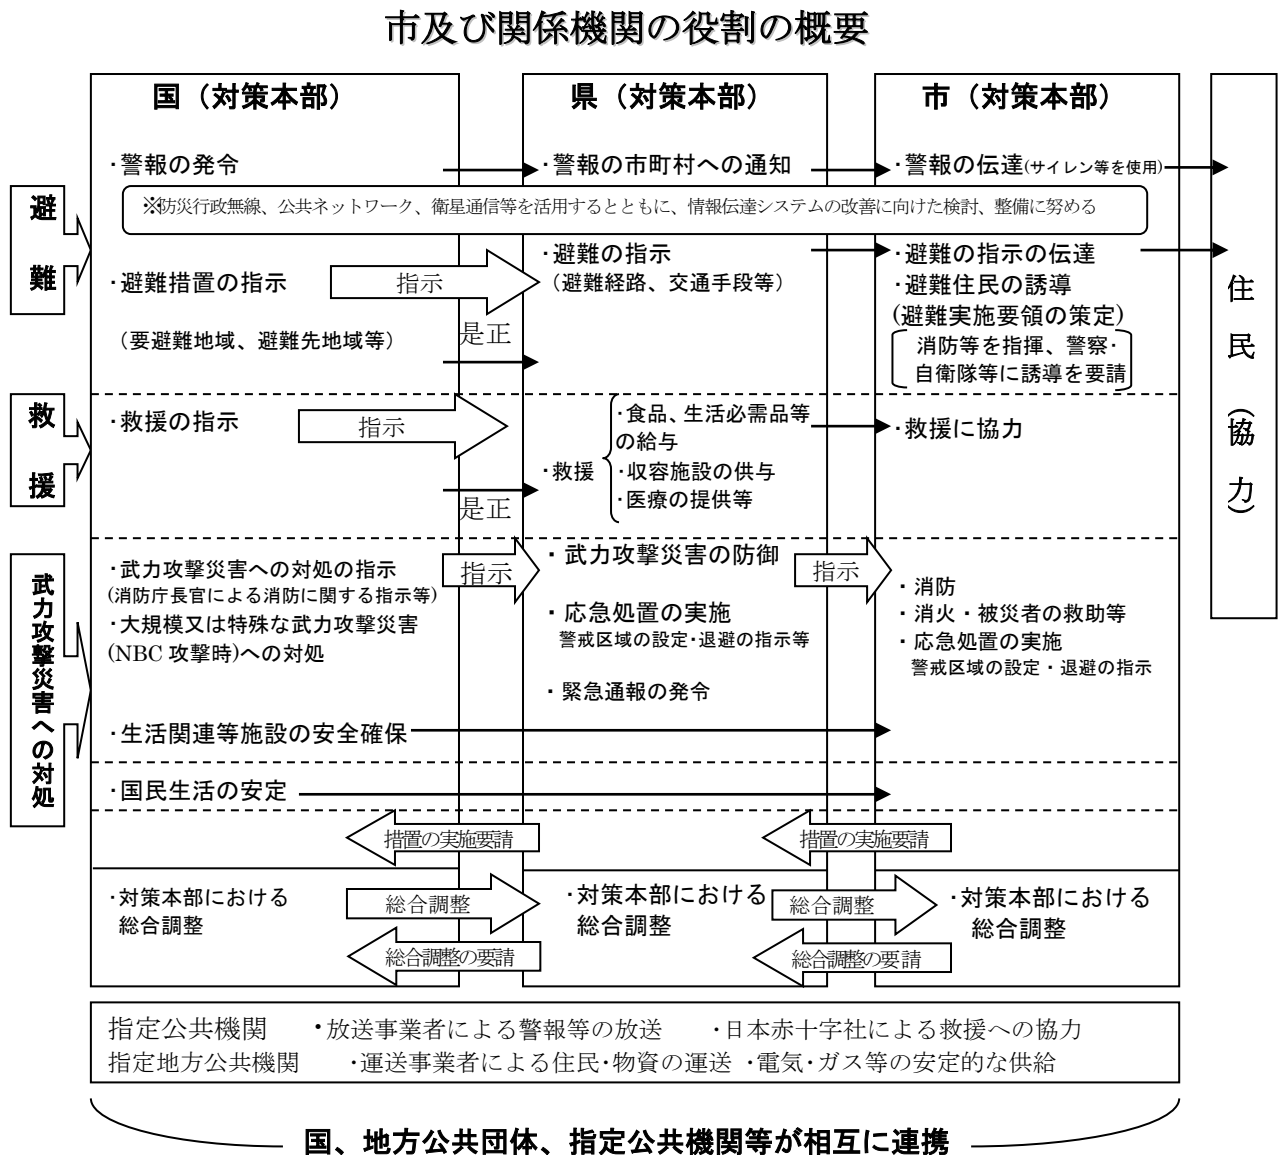 市及び関係機関の役割の概要
国（対策本部）
県（対策本部）
市（対策本部）
避難
・警報の発令
・警報の市町村への通知
・警報の伝達(サイレン等を使用)
※防災行政無線、公共ネットワーク、衛星通信等を活用するとともに、情報伝達システムの改善に向けた検討、整備に努める
・避難措置の指示
（要避難地域、避難先地域等）
指示
是正
・避難の指示
（避難経路、交通手段等）
・避難の指示の伝達
・避難住民の誘導
(避難実施要領の策定)
消防等を指揮、警察・
自衛隊等に誘導を要請
住民（協力）
救援
・救援の指示
指示
是正
・救援
・食品、生活必需品等
の給与
・収容施設の供与
・医療の提供等
・救援に協力
武力攻撃災害への対処
・武力攻撃災害への対処の指示
(消防庁長官による消防に関する指示等)
・大規模又は特殊な武力攻撃災害
(NBC 攻撃時)への対処
指示
・武力攻撃災害の防御
・応急処置の実施
警戒区域の設定・退避の指示等
・緊急通報の発令
指示
・消防
・消火・被災者の救助等
・応急処置の実施
警戒区域の設定・退避の指示
・生活関連等施設の安全確保
・国民生活の安定
措置の実施要請
措置の実施要請
・対策本部における
総合調整
総合調整
総合調整の要請
・対策本部における
総合調整
総合調整
総合調整の要請
・対策本部における
総合調整
指定公共機関 ・放送事業者による警報等の放送 ・日本赤十字社による救援への協力
指定地方公共機関 ・運送事業者による住民・物資の運送 ・電気・ガス等の安定的な供給
国、地方公共団体、指定公共機関等が相互に連携